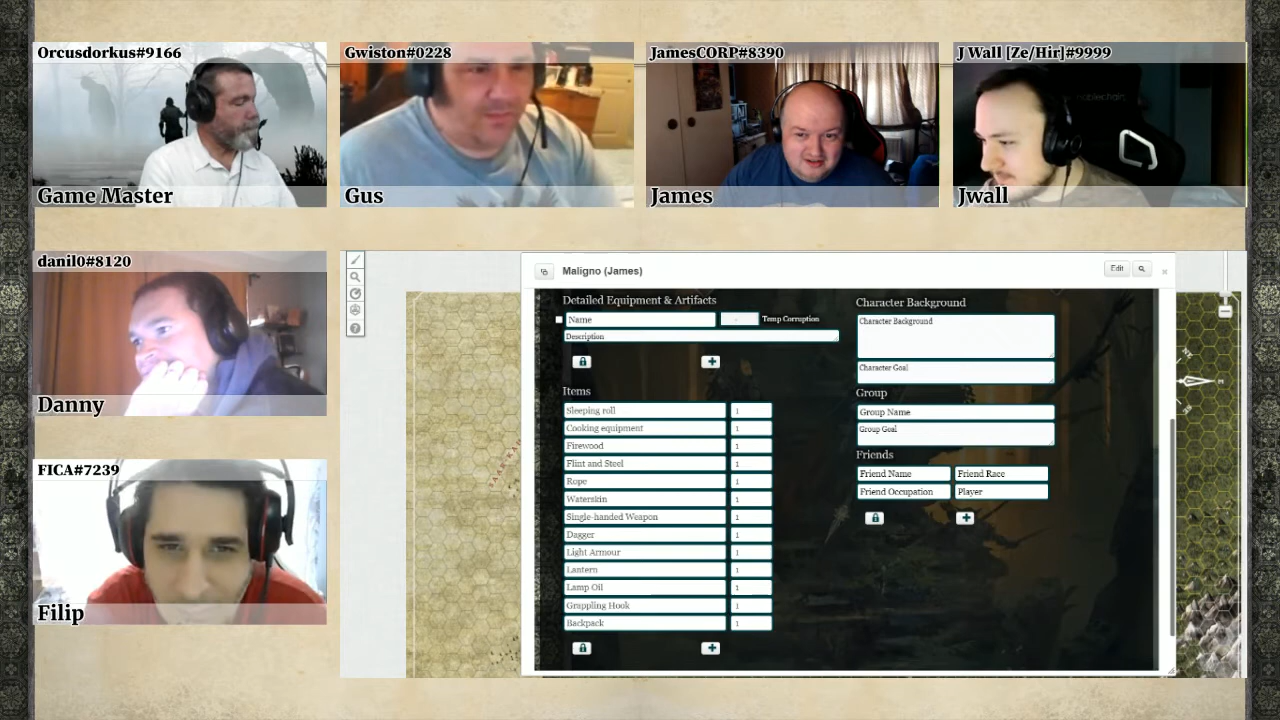 Orcusdorkus#9166
Gwiston#0228
JamesCORP#8390
J Wall [Ze/Hir]#9999
Game Master
Gus
James
Jwall
danil0#8120
Danny
FICA#7239
Filip
Maligno (James)
Edit
Detailed Equipment & Artifacts
Name
Temp Corruption
Description
Items
Sleeping roll 1
Cooking equipment 1
Firewood 1
Flint and Steel 1
Rope 1
Waterskin 1
Single-handed Weapon 1
Dagger 1
Light Armour 1
Lantern 1
Lamp Oil 1
Grappling Hook 1
Backpack 1
Character Background
Character Background
Character Goal
Group
Group Name
Group Goal
Friends
Friend Name Friend Race
Friend Occupation Player